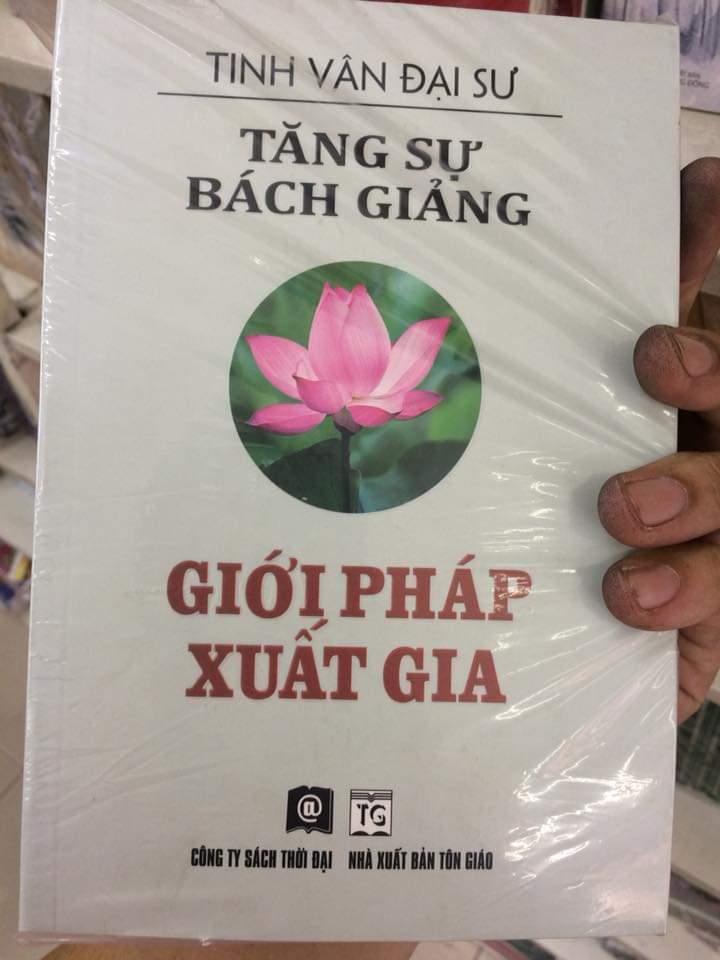 TINH VÂN ĐẠI SƯ
TĂNG SỰ
BÁCH GIẢNG
GIỚI PHÁP
XUẤT GIA
@ TG
CÔNG TY SÁCH THỜI ĐẠI NHÀ XUẤT BẢN TÔN GIÁO